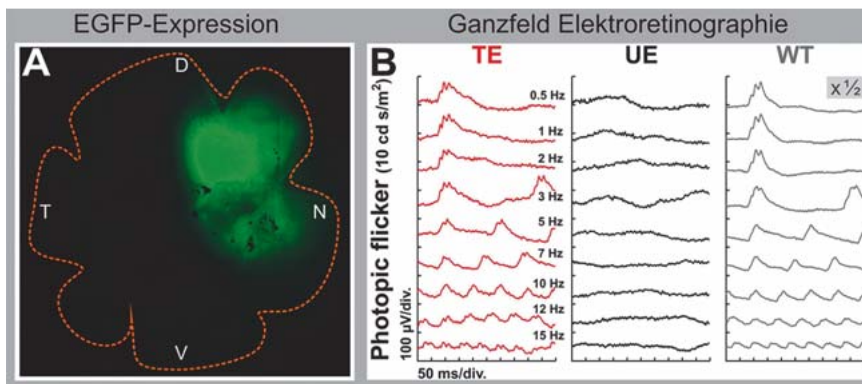 EGFP-Expression
Ganzfeld Elektroretinographie
A
D
T
N
V
B
TE
UE
WT
x ½
Photopic flicker (10 cd s/m²)
0.5 Hz
1 Hz
2 Hz
3 Hz
5 Hz
7 Hz
10 Hz
12 Hz
15 Hz
100 µV/div.
50 ms/div.